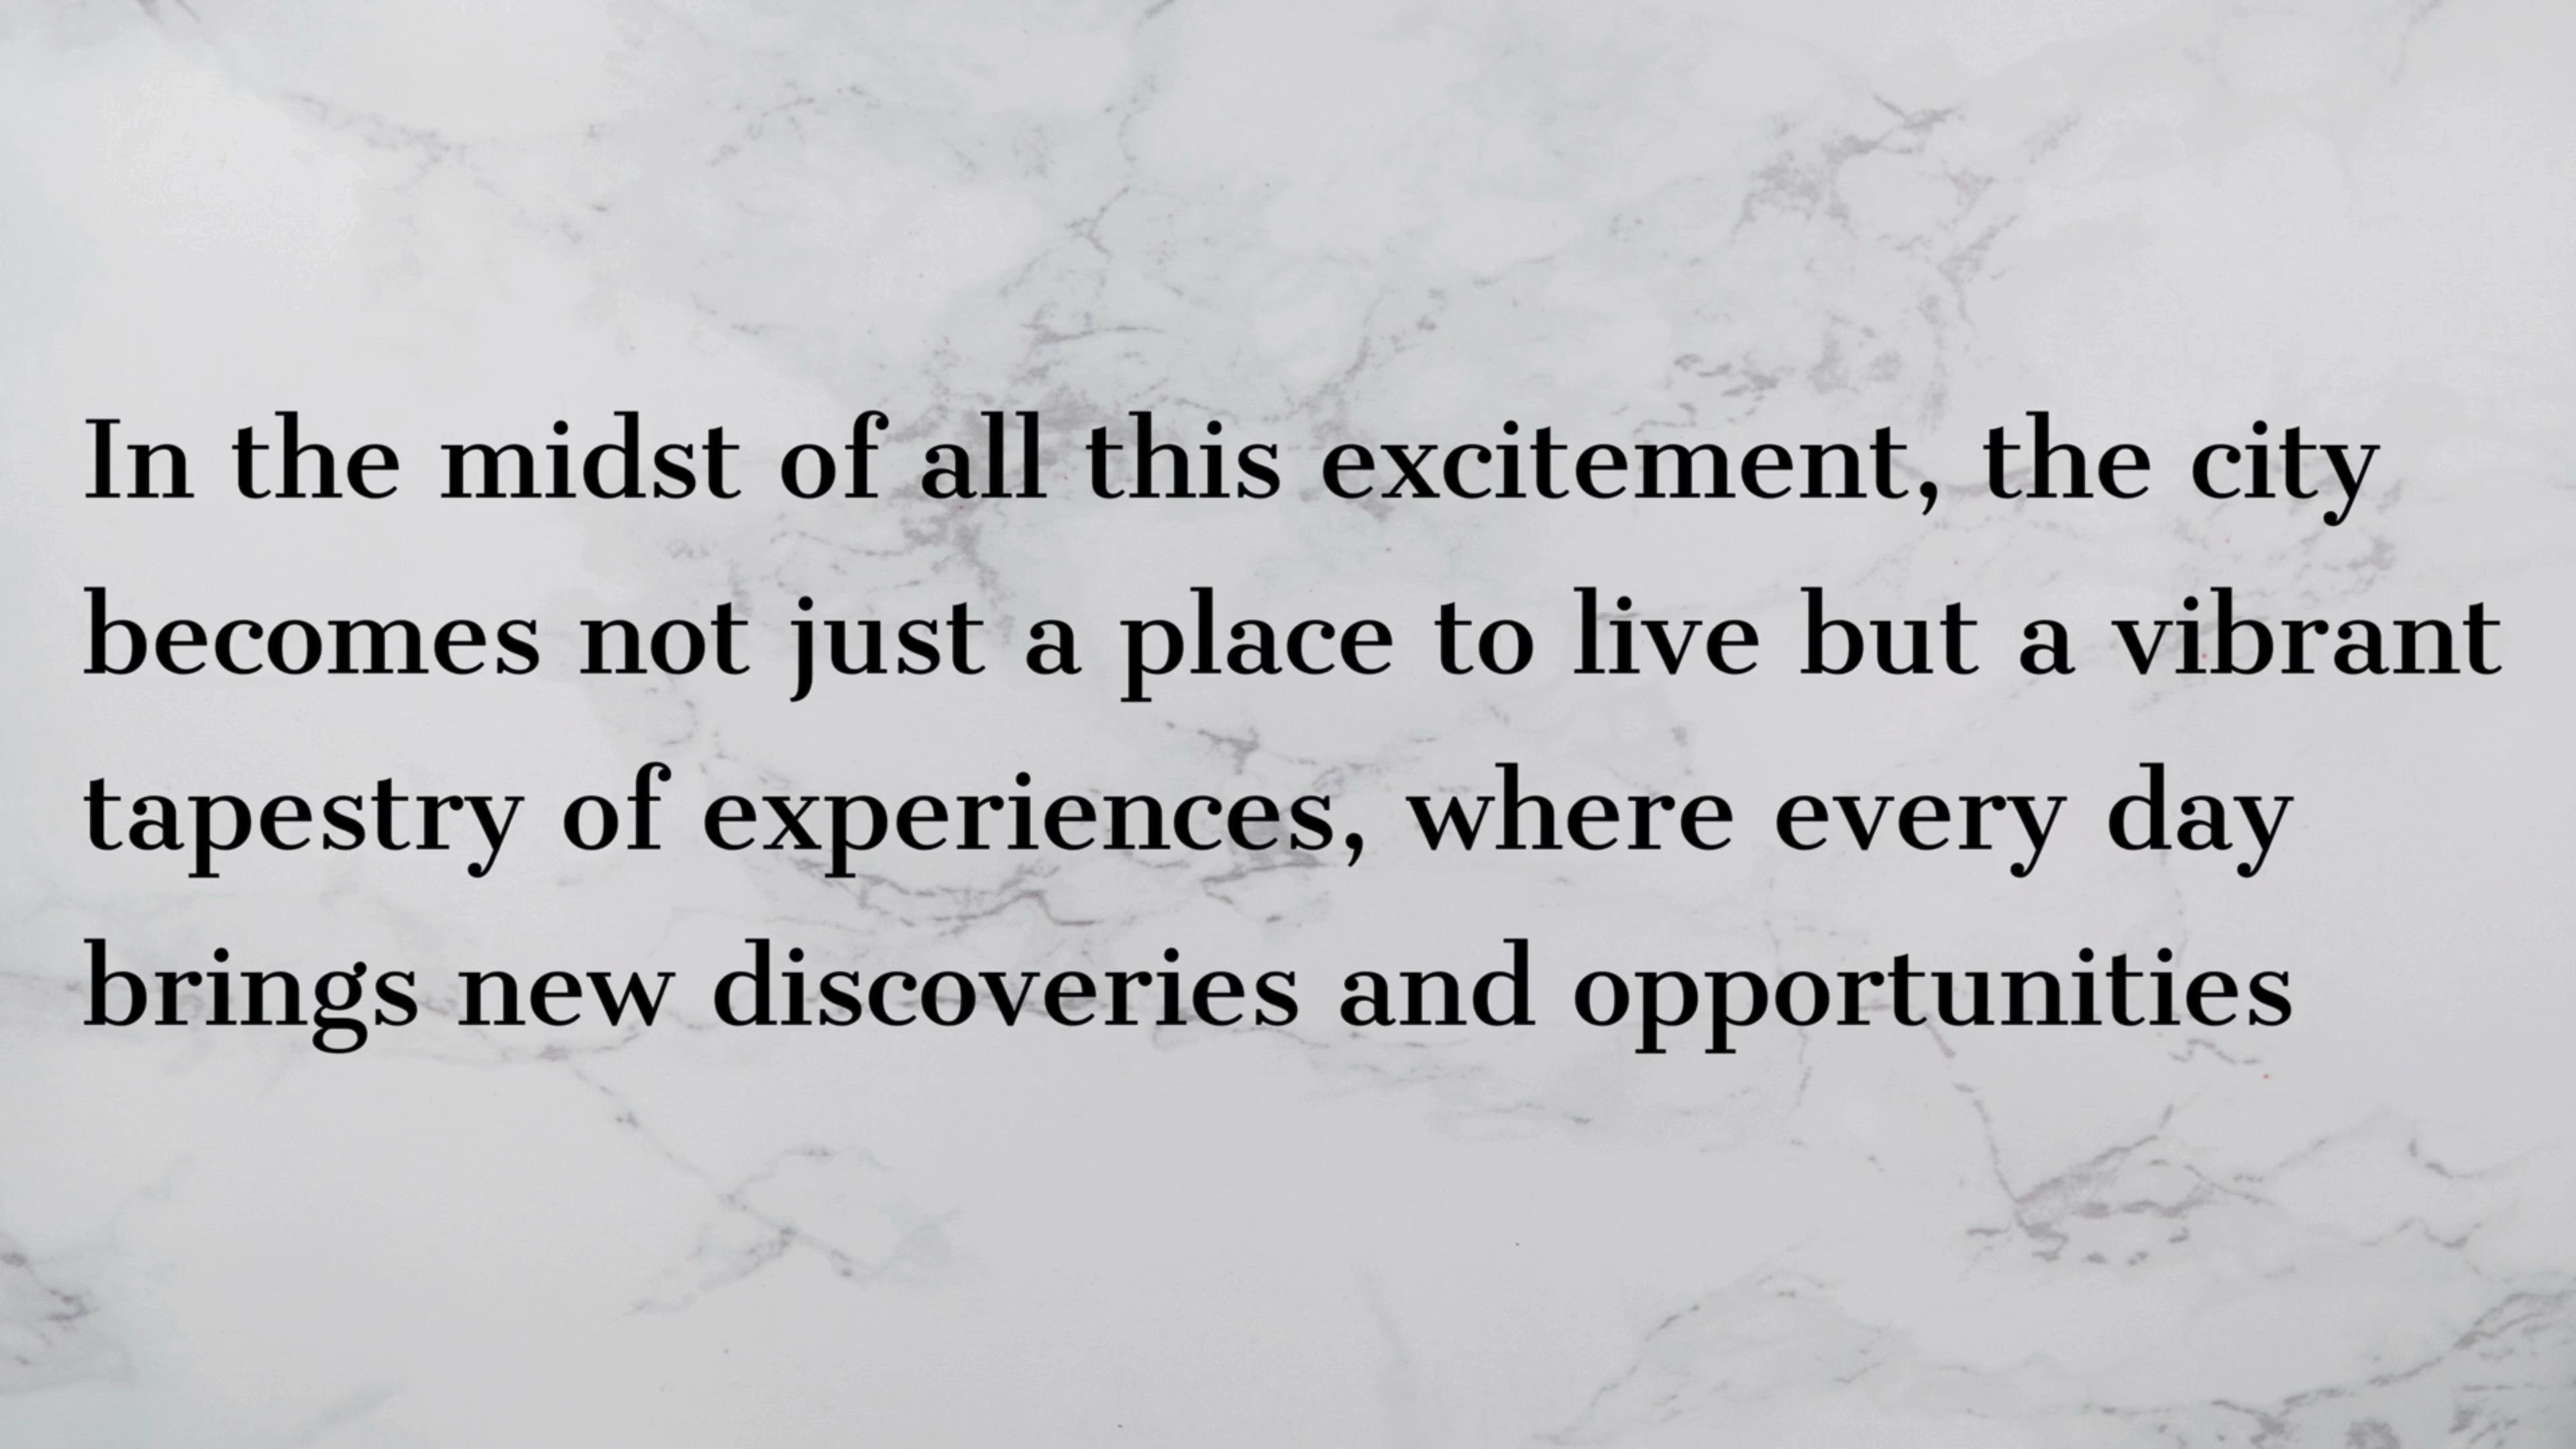 In the midst of all this excitement, the city
becomes not just a place to live but a vibrant
tapestry of experiences, where every day
brings new discoveries and opportunities